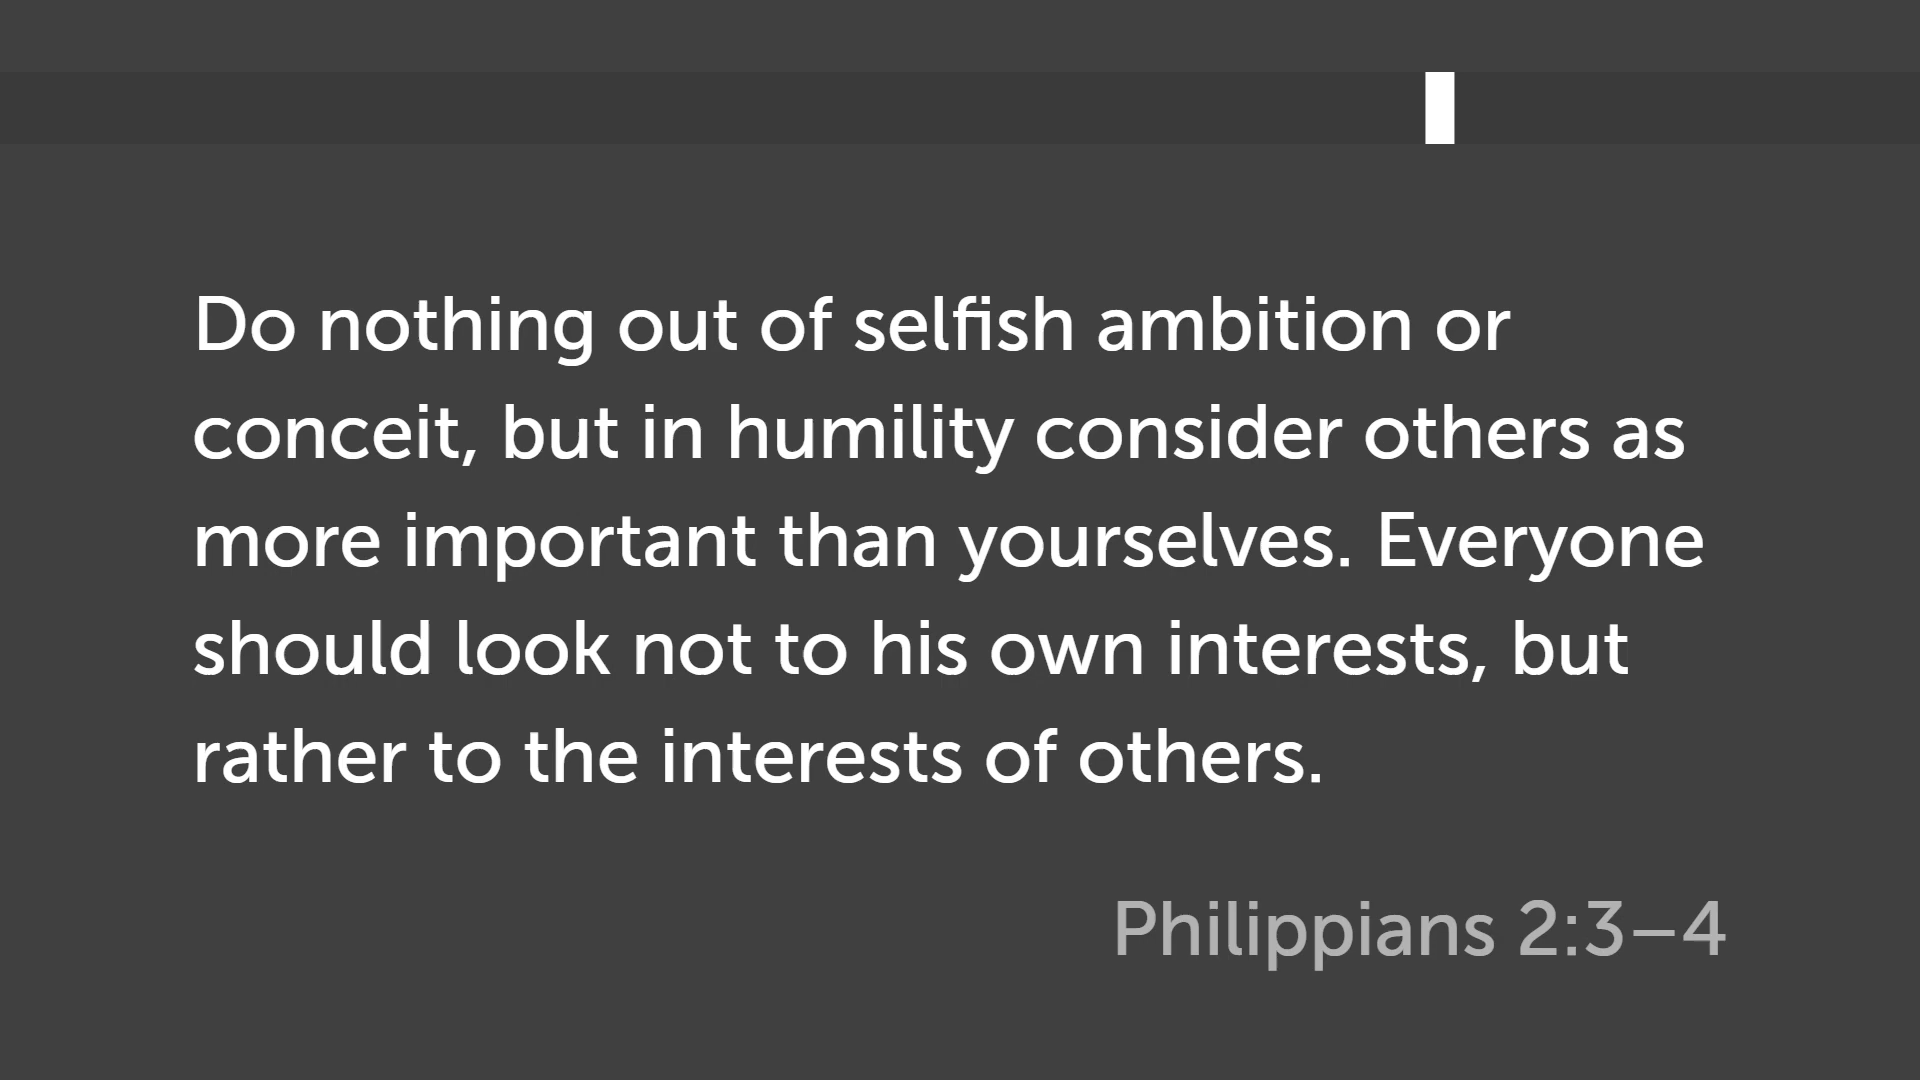 Do nothing out of selfish ambition or
conceit, but in humility consider others as
more important than yourselves. Everyone
should look not to his own interests, but
rather to the interests of others.
Philippians 2:3–4